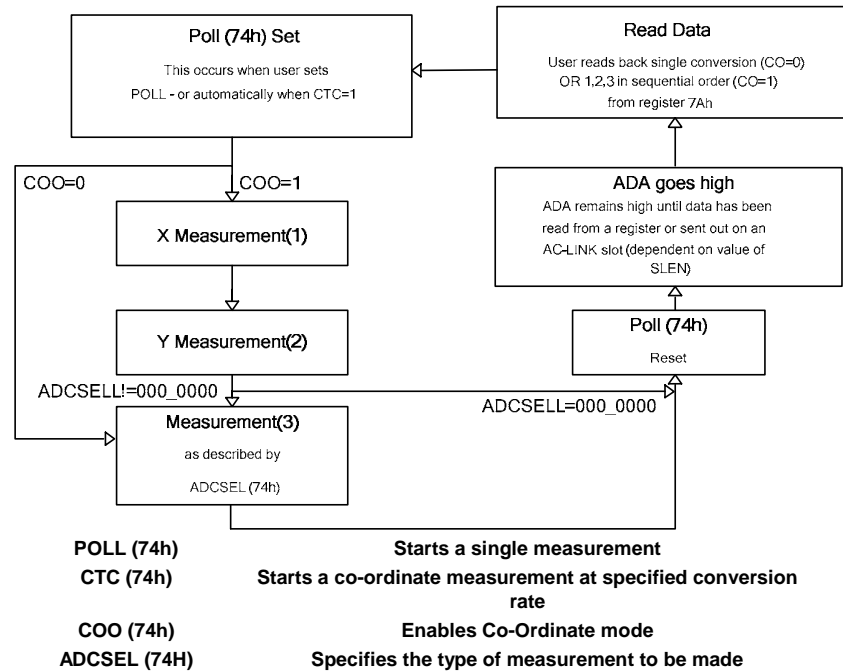 Poll (74h) Set
This occurs when user sets
POLL - or automatically when CTC=1
Read Data
User reads back single conversion (CO=0)
OR 1,2,3 in sequential order (CO=1)
from register 7Ah
COO=0
COO=1
X Measurement(1)
Y Measurement(2)
ADCSELL!=000_0000
Measurement(3)
as described by
ADCSEL (74h)
ADA goes high
ADA remains high until data has been
read from a register or sent out on an
AC-LINK slot (dependent on value of
SLEN)
Poll (74h)
Reset
ADCSELL=000_0000
POLL (74h) Starts a single measurement
CTC (74h) Starts a co-ordinate measurement at specified conversion
rate
COO (74h) Enables Co-Ordinate mode
ADCSEL (74H) Specifies the type of measurement to be made